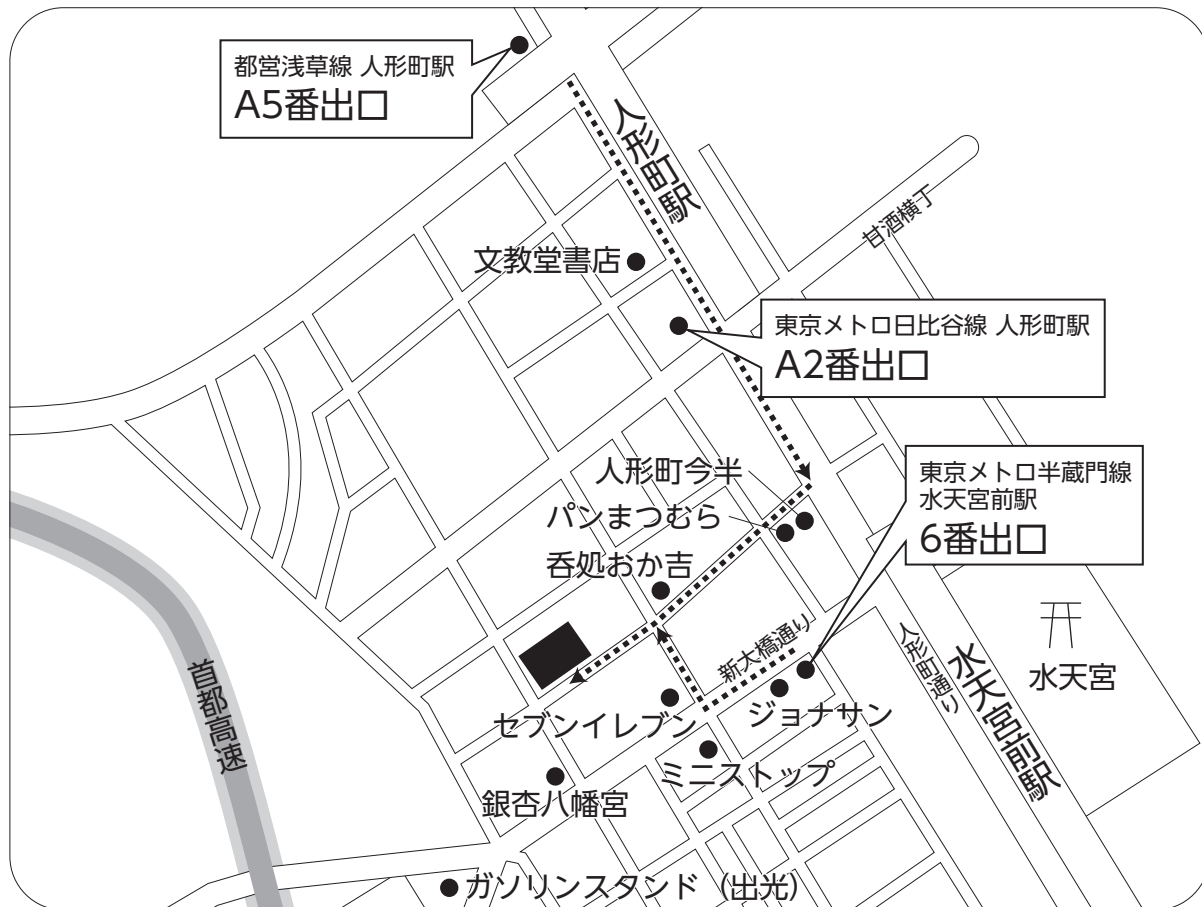 都営浅草線 人形町駅
A5番出口
人形町駅
甘酒横丁
文教堂書店
東京メトロ日比谷線 人形町駅
A2番出口
人形町今半
パンまつむら
呑処おか吉
東京メトロ半蔵門線
水天宮前駅
6番出口
新大橋通り
人形町通り
水天宮前駅
水天宮
首都高速
セブンイレブン
ジョナサン
ミニストップ
銀杏八幡宮
ガソリンスタンド（出光）